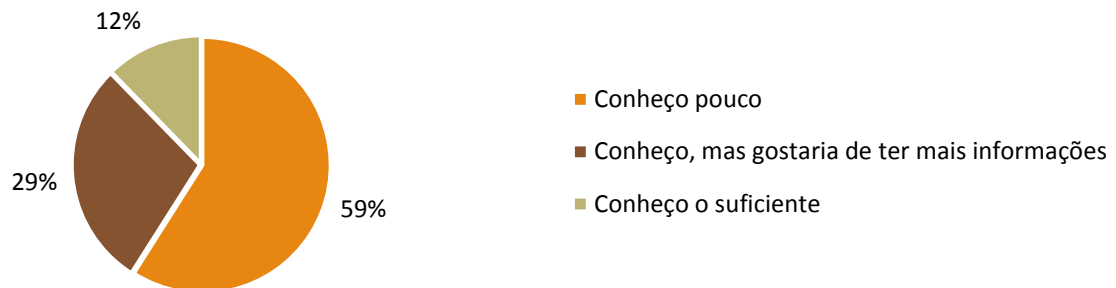 12%
29%
59%
Conheço pouco
Conheço, mas gostaria de ter mais informações
Conheço o suficiente